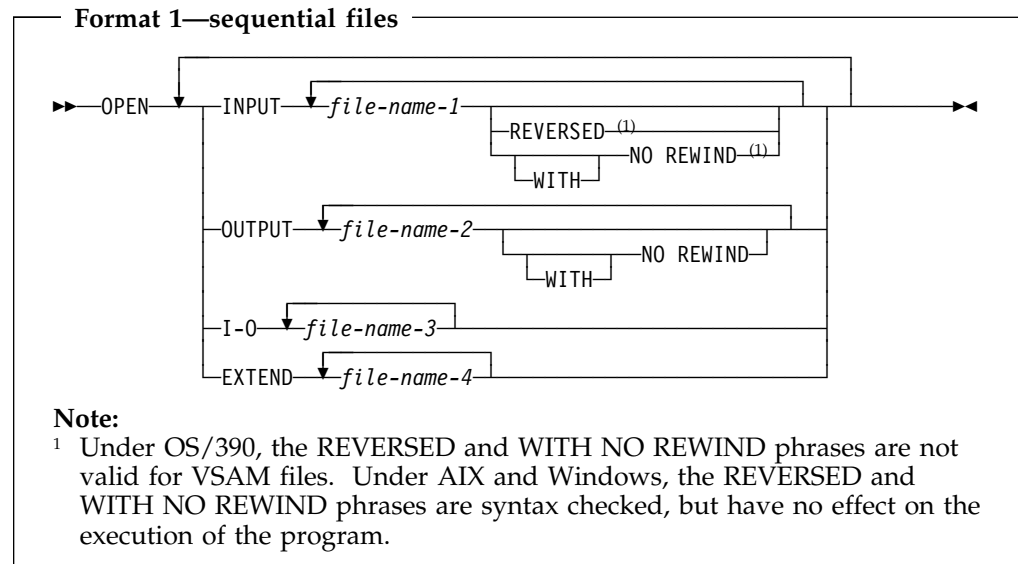 Format 1—sequential files
OPEN INPUT file-name-1
REVERSED (1)
NO REWIND (1)
WITH
OUTPUT file-name-2
NO REWIND
WITH
I-O file-name-3
EXTEND file-name-4
Note:
1 Under OS/390, the REVERSED and WITH NO REWIND phrases are not
valid for VSAM files. Under AIX and Windows, the REVERSED and
WITH NO REWIND phrases are syntax checked, but have no effect on the
execution of the program.